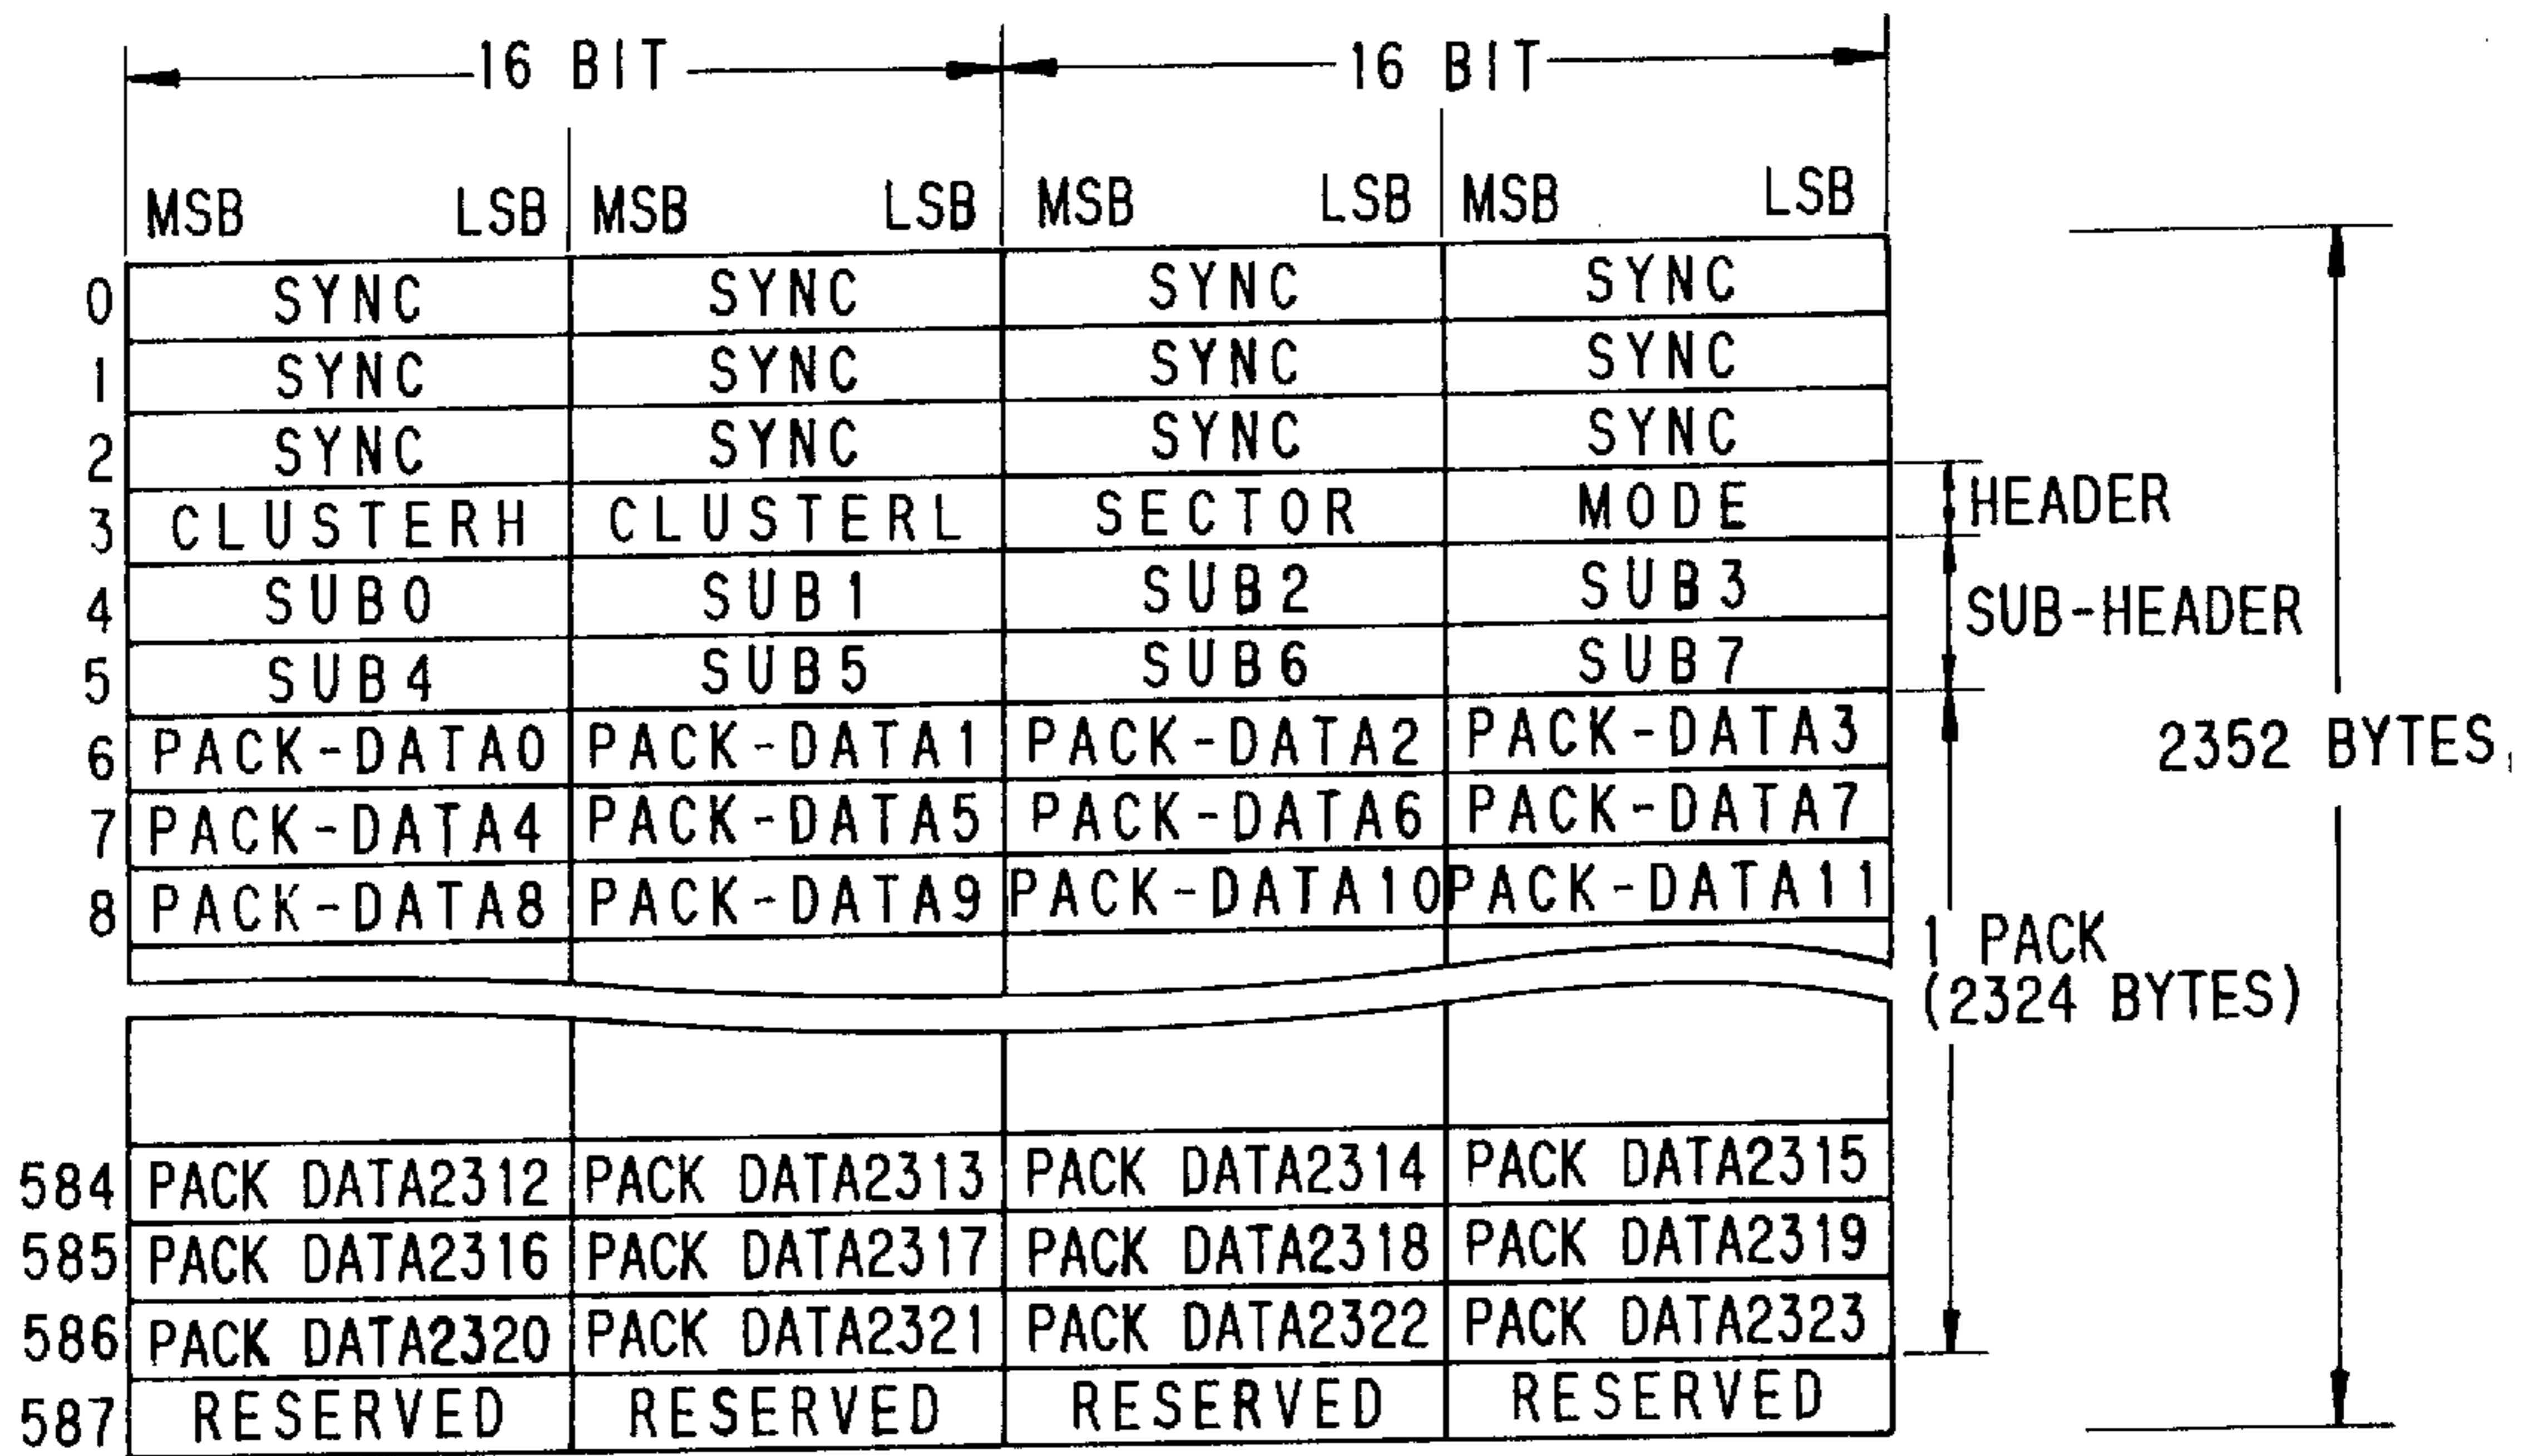 16 BIT 16 BIT
MSB LSB MSB LSB MSB LSB MSB LSB
0 SYNC SYNC SYNC SYNC
1 SYNC SYNC SYNC SYNC
2 SYNC SYNC SYNC SYNC
3 CLUSTERH CLUSTERL SECTOR MODE HEADER
4 SUB0 SUB1 SUB2 SUB3 SUB-HEADER
5 SUB4 SUB5 SUB6 SUB7
6 PACK-DATA0 PACK-DATA1 PACK-DATA2 PACK-DATA3 2352 BYTES
7 PACK-DATA4 PACK-DATA5 PACK-DATA6 PACK-DATA7
8 PACK-DATA8 PACK-DATA9 PACK-DATA10 PACK-DATA11
1 PACK
(2324 BYTES)
584 PACK DATA2312 PACK DATA2313 PACK DATA2314 PACK DATA2315
585 PACK DATA2316 PACK DATA2317 PACK DATA2318 PACK DATA2319
586 PACK DATA2320 PACK DATA2321 PACK DATA2322 PACK DATA2323
587 RESERVED RESERVED RESERVED RESERVED